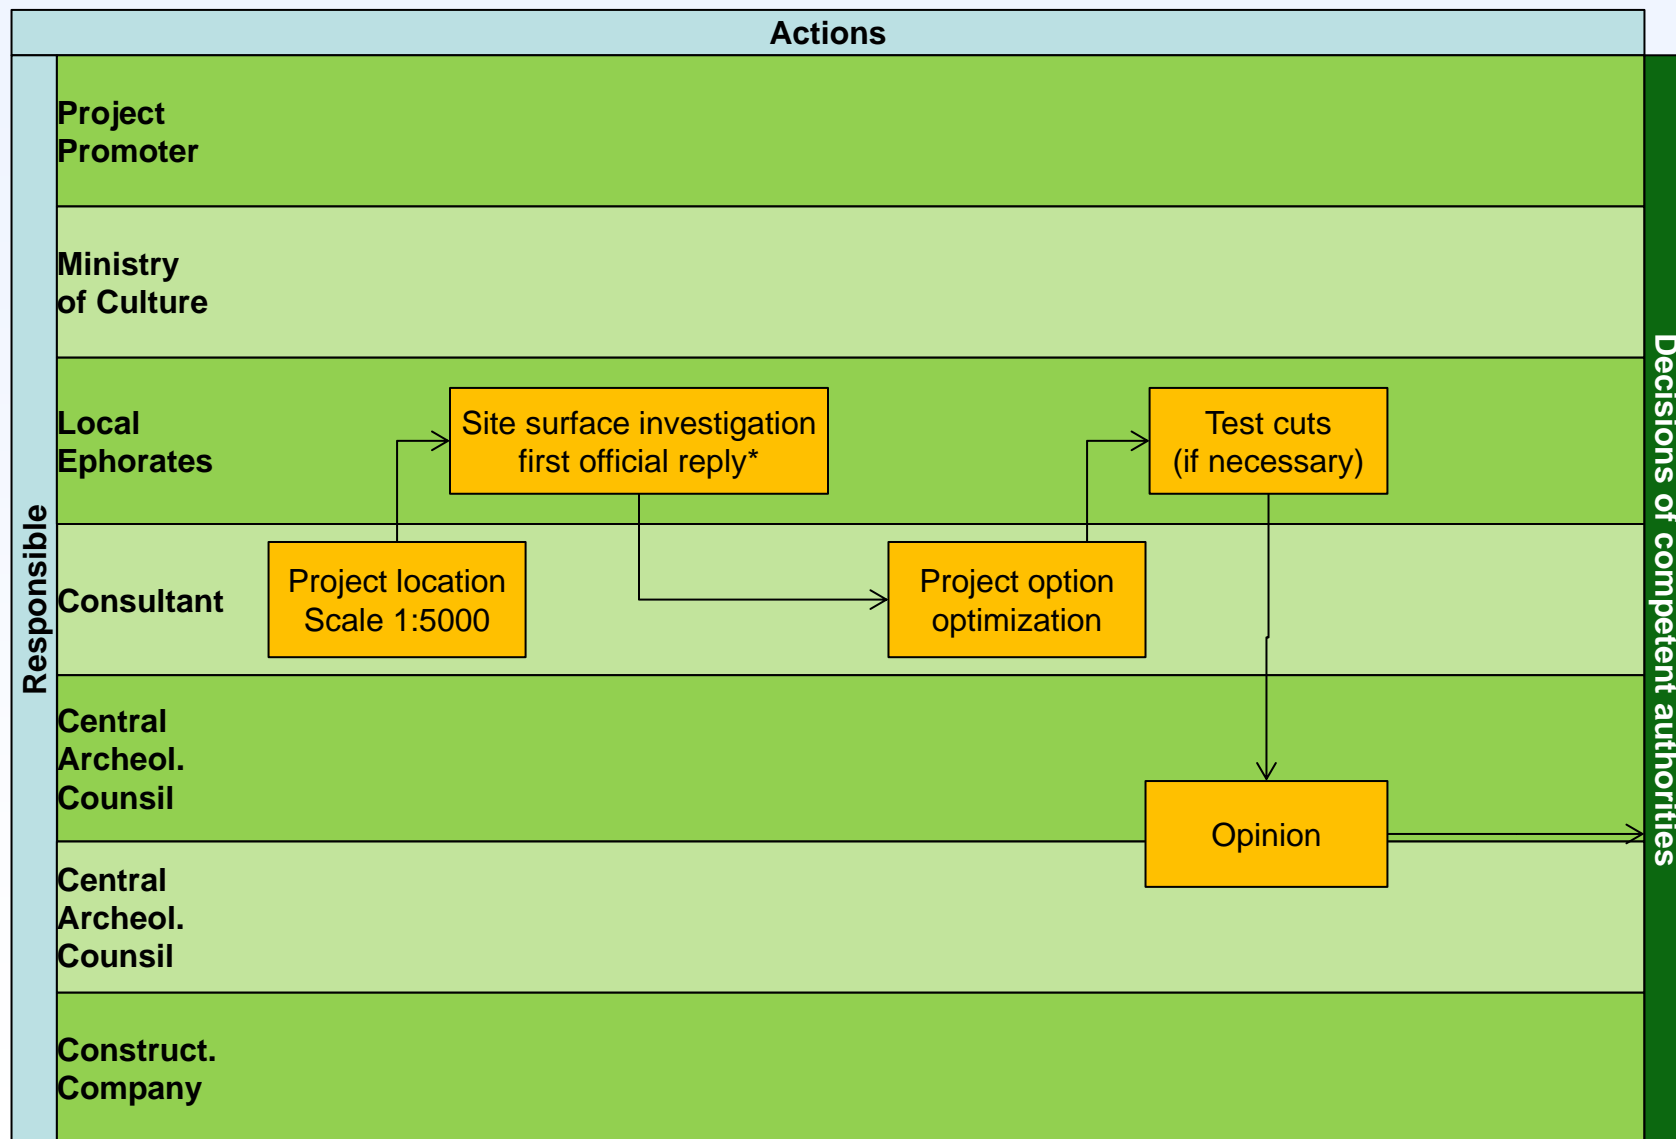 Actions
Responsible
Project
Promoter
Ministry
of Culture
Local
Ephorates
Site surface investigation
first official reply*
Test cuts
(if necessary)
Consultant
Project location
Scale 1:5000
Project option
optimization
Central
Archeol.
Counsil
Opinion
Central
Archeol.
Counsil
Construct.
Company
Decisions of competent authorities